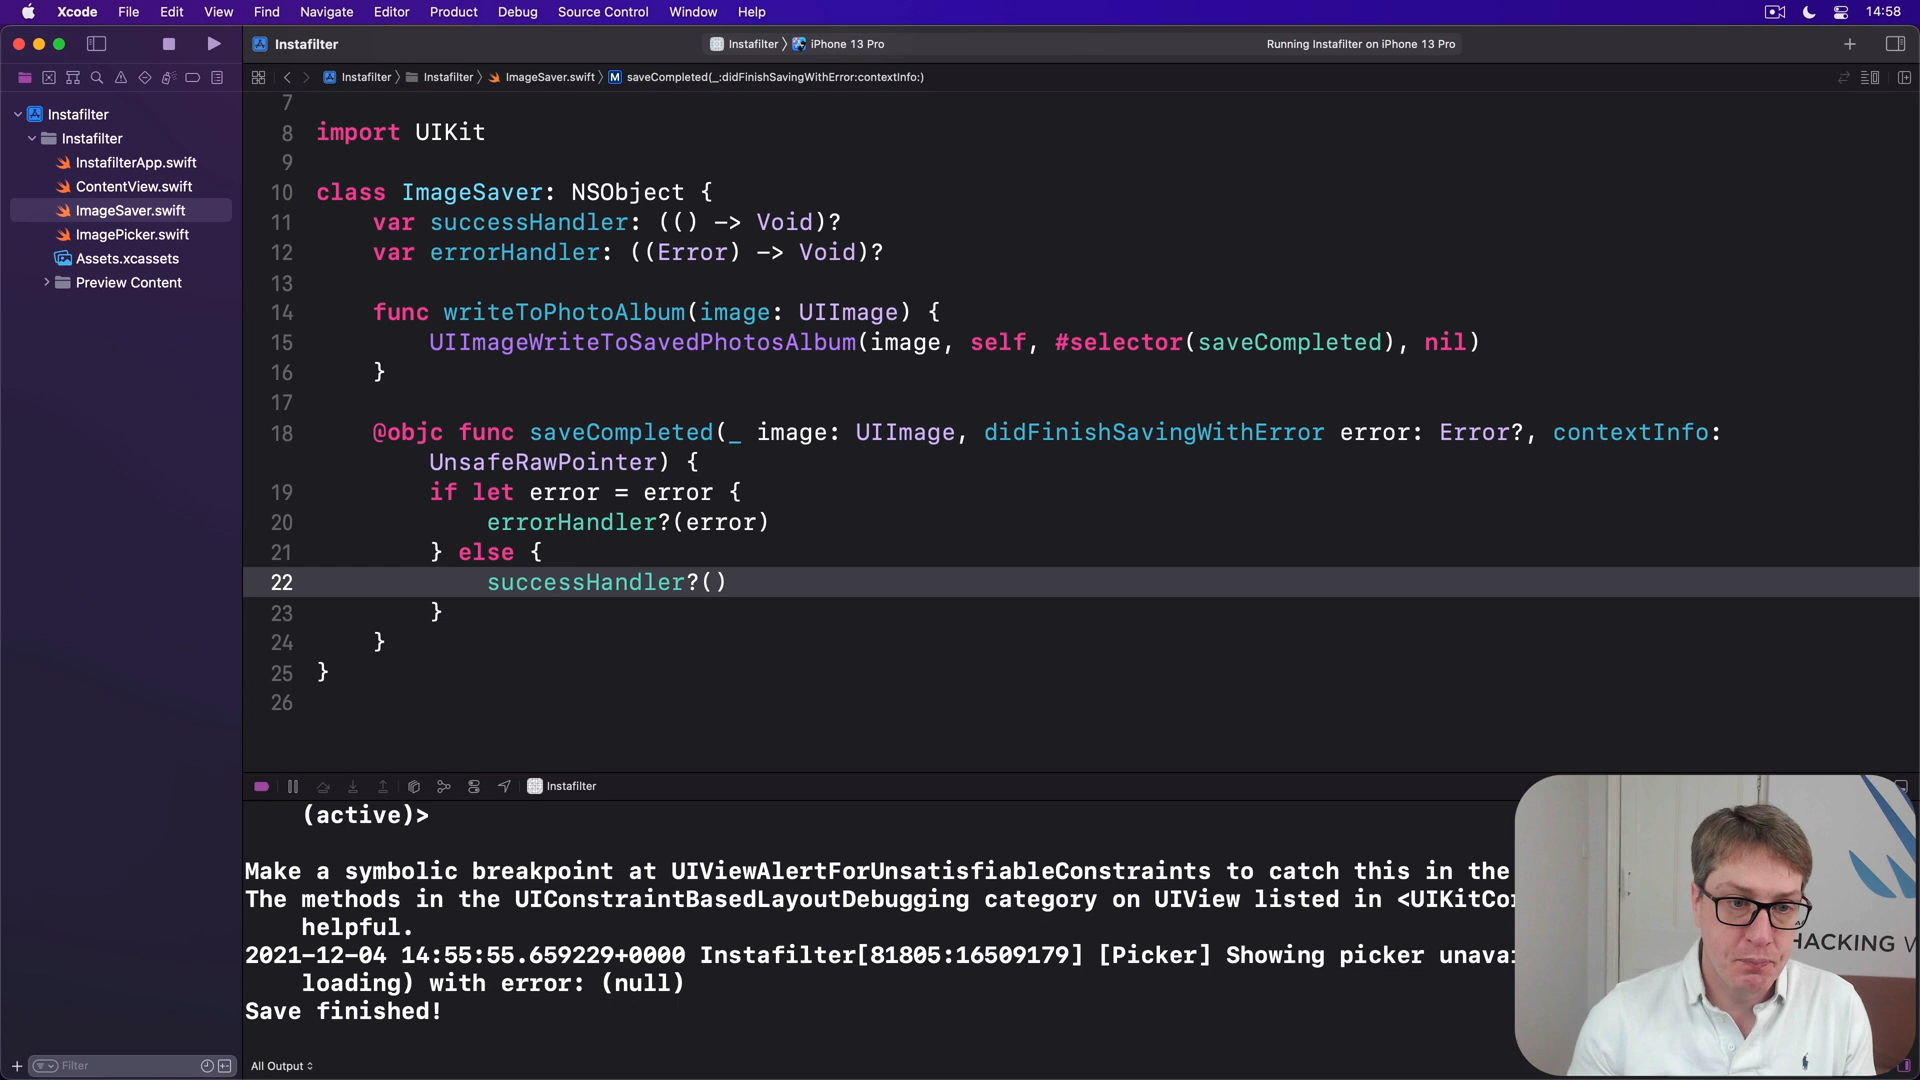 Xcode File Edit View Find Navigate Editor Product Debug Source Control Window Help 14:58
Instafilter Instafilter iPhone 13 Pro Running Instafilter on iPhone 13 Pro
Instafilter Instafilter ImageSaver.swift M saveCompleted(_:didFinishSavingWithError:contextInfo:)
Instafilter
Instafilter
InstafilterApp.swift
ContentView.swift
ImageSaver.swift
ImagePicker.swift
Assets.xcassets
Preview Content
7
8 import UIKit
9
10 class ImageSaver: NSObject {
11 var successHandler: (() -> Void)?
12 var errorHandler: ((Error) -> Void)?
13
14 func writeToPhotoAlbum(image: UIImage) {
15 UIImageWriteToSavedPhotosAlbum(image, self, #selector(saveCompleted), nil)
16 }
17
18 @objc func saveCompleted(_ image: UIImage, didFinishSavingWithError error: Error?, contextInfo:
UnsafeRawPointer) {
19 if let error = error {
20 errorHandler?(error)
21 } else {
22 successHandler?()
23 }
24 }
25 }
26
Instafilter
(active)>
Make a symbolic breakpoint at UIViewAlertForUnsatisfiableConstraints to catch this in the
The methods in the UIConstraintBasedLayoutDebugging category on UIView listed in <UIKitCo
helpful.
2021-12-04 14:55:55.659229+0000 Instafilter[81805:16509179] [Picker] Showing picker unava
loading) with error: (null)
Save finished!
HACKING W
Filter
All Output